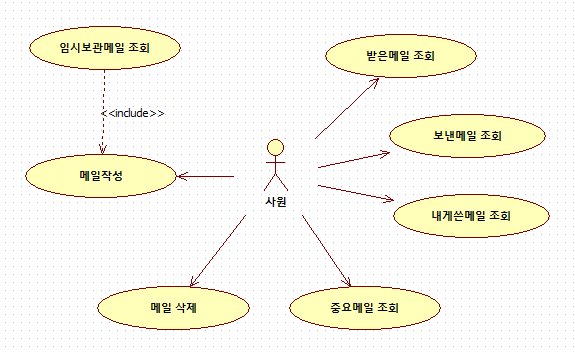 임시보관메일 조회
받은메일 조회
<<include>>
보낸메일 조회
메일작성
사원
내게쓴메일 조회
메일 삭제
중요메일 조회